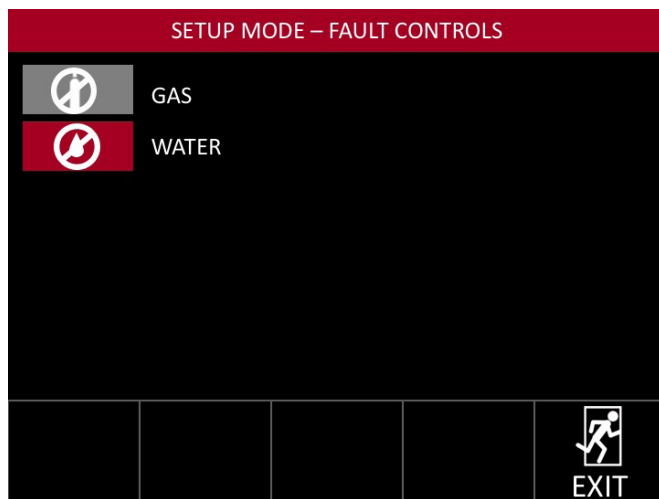 SETUP MODE – FAULT CONTROLS
GAS
WATER
EXIT